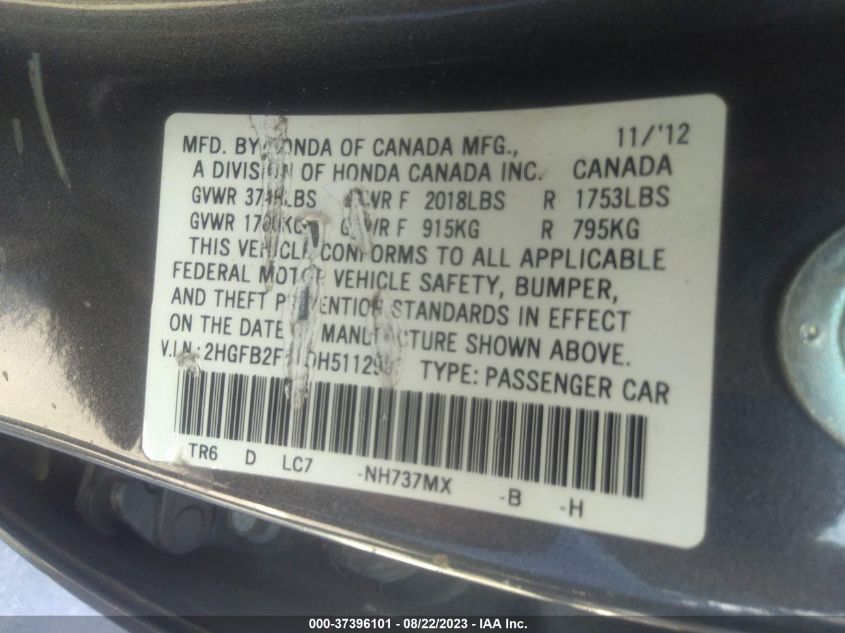 MFD. BY HONDA OF CANADA MFG., 11/'12
A DIVISION OF HONDA CANADA INC. CANADA
GVWR LBS F 2018LBS R 1753LBS
GVWR F 915KG R 795KG
THIS VEHICLE CONFORMS TO ALL APPLICABLE
FEDERAL MOTOR VEHICLE SAFETY, BUMPER,
AND THEFT PREVENTION STANDARDS IN EFFECT
ON THE DATE MANUFACTURE SHOWN ABOVE.
V.I.N.: TYPE: PASSENGER CAR
TR6 D LC7 -NH737MX -B -H
000-37396101 - 08/22/2023 - IAA Inc.